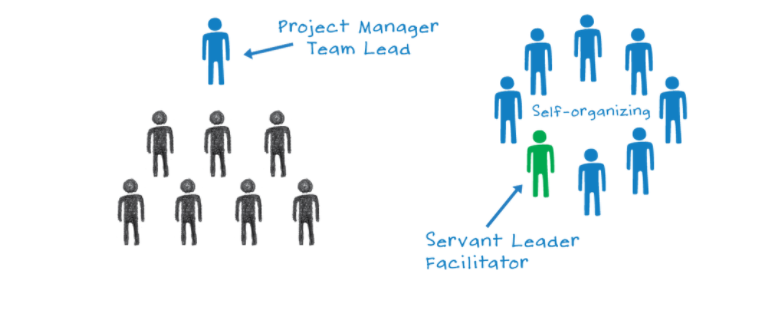 Project Manager
Team Lead
Self-organizing
Servant Leader
Facilitator